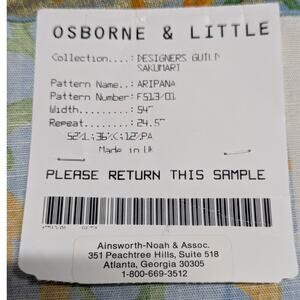 OSBORNE & LITTLE
Collection....: DESIGNERS GUILD
SAKUMART
Pattern Name..: ARIPANA
Pattern Number: F513/01
Width.........: 54"
Repeat........: 24.5"
Made in UK
PLEASE RETURN THIS SAMPLE
Ainsworth-Noah & Assoc.
351 Peachtree Hills, Suite 518
Atlanta, Georgia 30305
1-800-669-3512